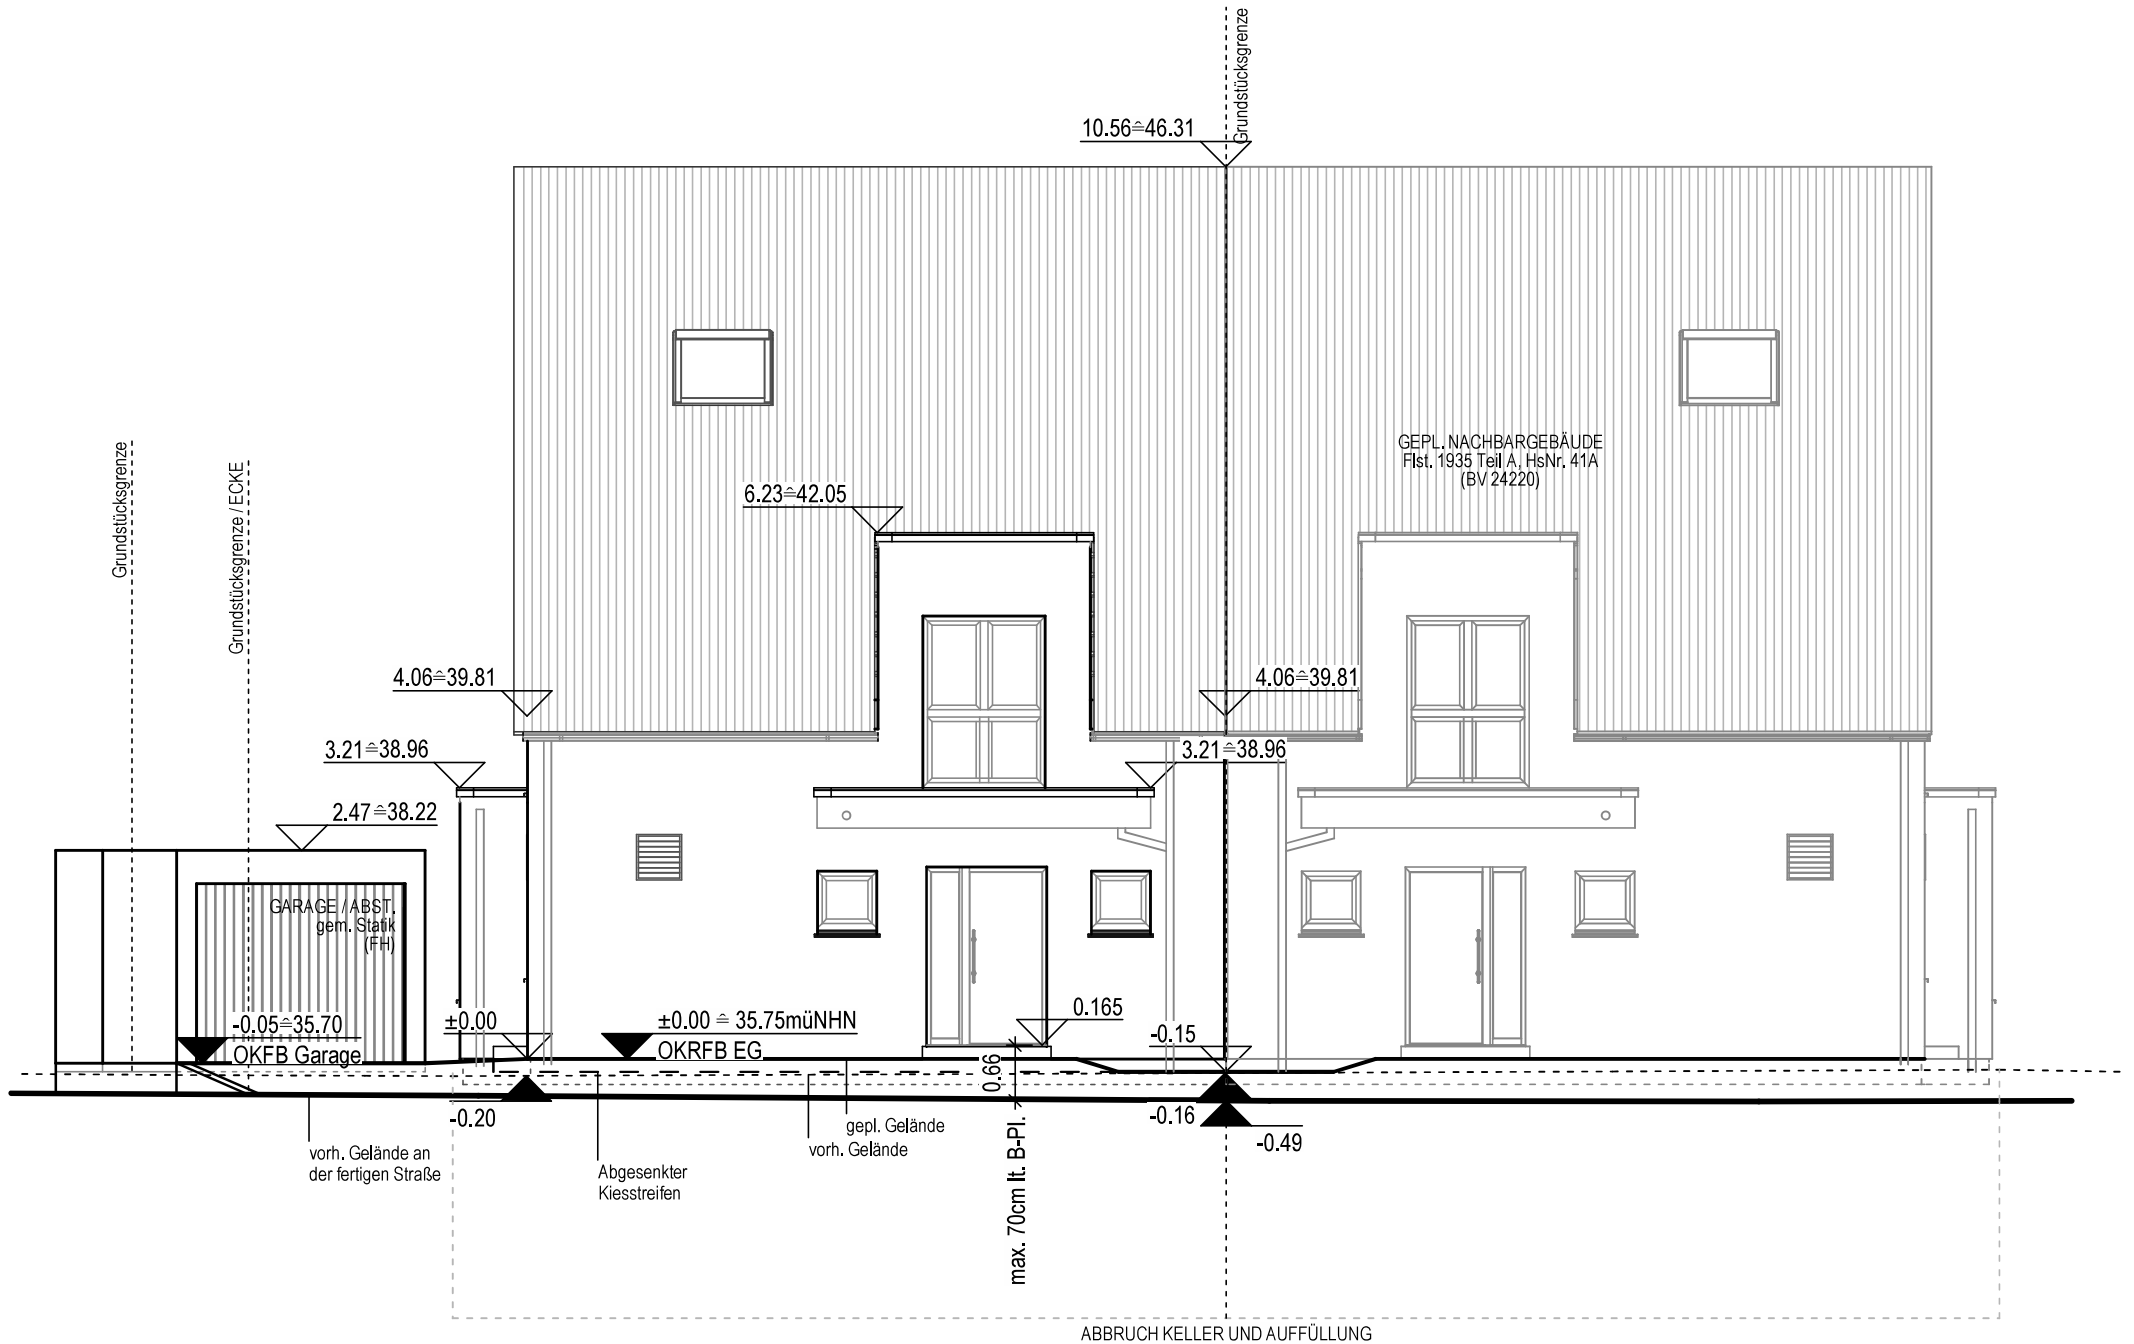 Grundstücksgrenze
10.56≙46.31
GEPL. NACHBARGEBÄUDE
Flst. 1935 Teil A, HsNr. 41A
(BV 24220)
Grundstücksgrenze
Grundstücksgrenze / ECKE
6.23≙42.05
4.06≙39.81
4.06≙39.81
3.21≙38.96
3.21≙38.96
2.47≙38.22
GARAGE / ABST.
gem. Statik
(FH)
-0.05≙35.70
OKFB Garage
±0.00
±0.00 ≙ 35.75müNHN
OKRFB EG
0.165
-0.15
0.66
max. 70cm lt. B-Pl.
-0.20
-0.16
-0.49
gepl. Gelände
vorh. Gelände
vorh. Gelände an
der fertigen Straße
Abgesenkter
Kiesstreifen
ABBRUCH KELLER UND AUFFÜLLUNG